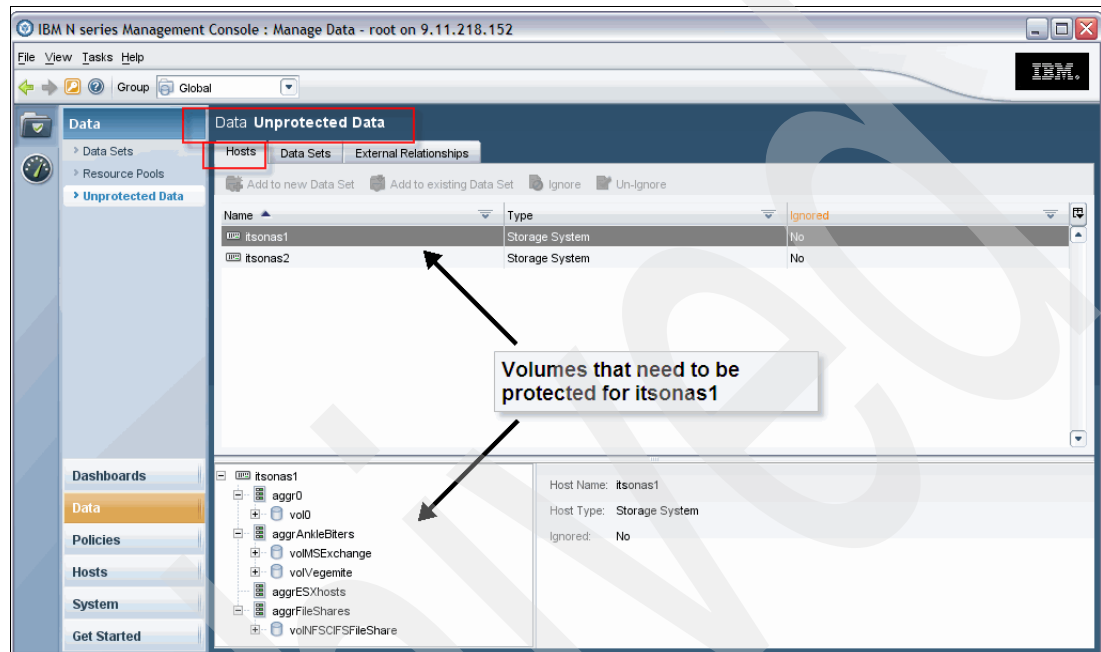 IBM N series Management Console : Manage Data - root on 9.11.218.152
File View Tasks Help
IBM.
Group Global
Data
Data Sets
Resource Pools
Unprotected Data
Data Unprotected Data
Hosts Data Sets External Relationships
Add to new Data Set Add to existing Data Set Ignore Un-Ignore
Name Type Ignored
itsonas1 Storage System No
itsonas2 Storage System No
Volumes that need to be
protected for itsonas1
Dashboards
Data
Policies
Hosts
System
Get Started
itsonas1
aggr0
vol0
aggrAnkleBiters
volMSExchange
volVegemite
aggrESXhosts
aggrFileShares
volNFSCIFSFileShare
Host Name: itsonas1
Host Type: Storage System
Ignored: No